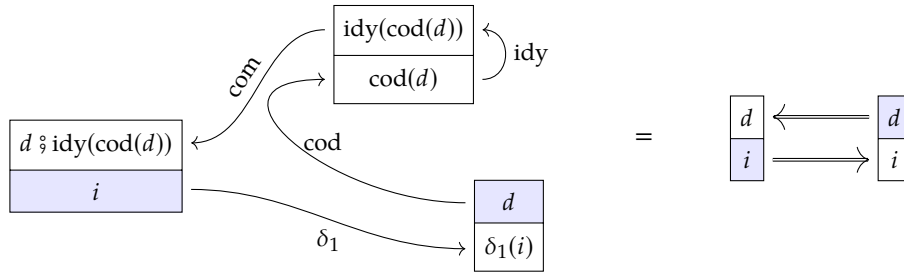 idy(cod(d))
cod(d)
idy
com
cod
d ⨟ idy(cod(d))
i
δ₁
d
δ₁(i)
=
d
i
d
i